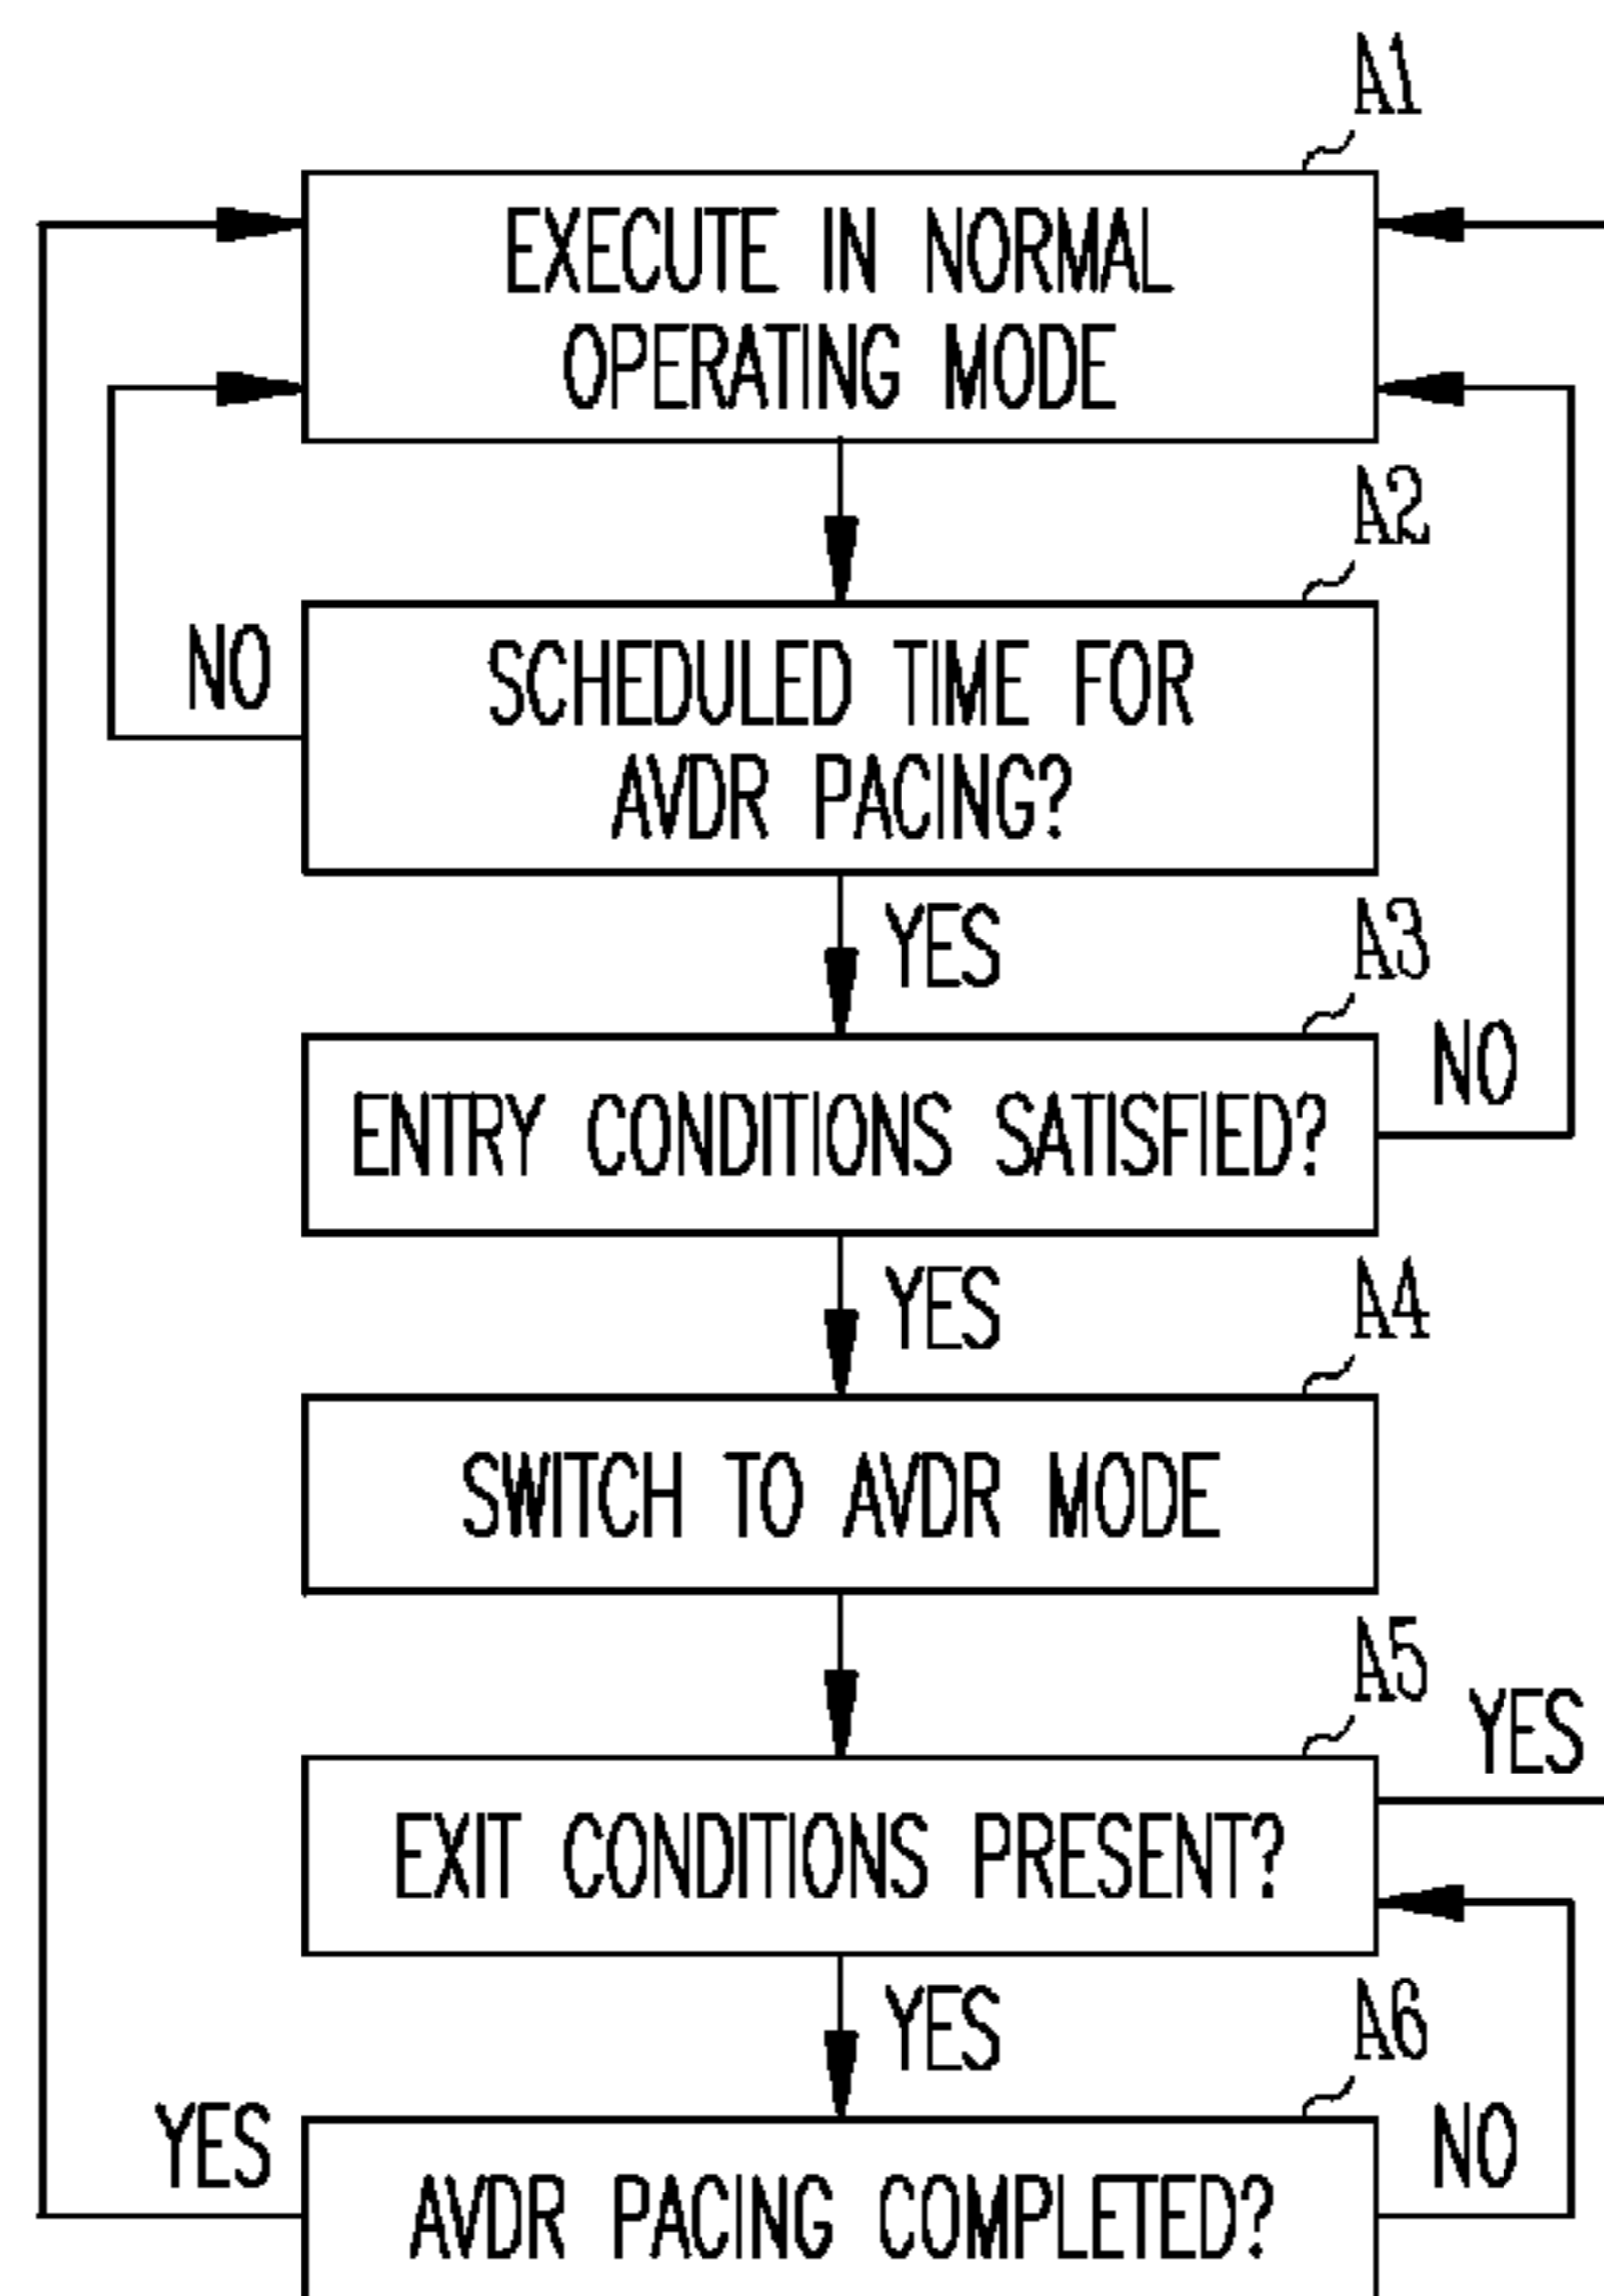 A1
EXECUTE IN NORMAL
OPERATING MODE
A2
NO
SCHEDULED TIME FOR
AVDR PACING?
YES
A3
NO
ENTRY CONDITIONS SATISFIED?
YES
A4
SWITCH TO AVDR MODE
A5
YES
EXIT CONDITIONS PRESENT?
YES
A6
YES
NO
AVDR PACING COMPLETED?